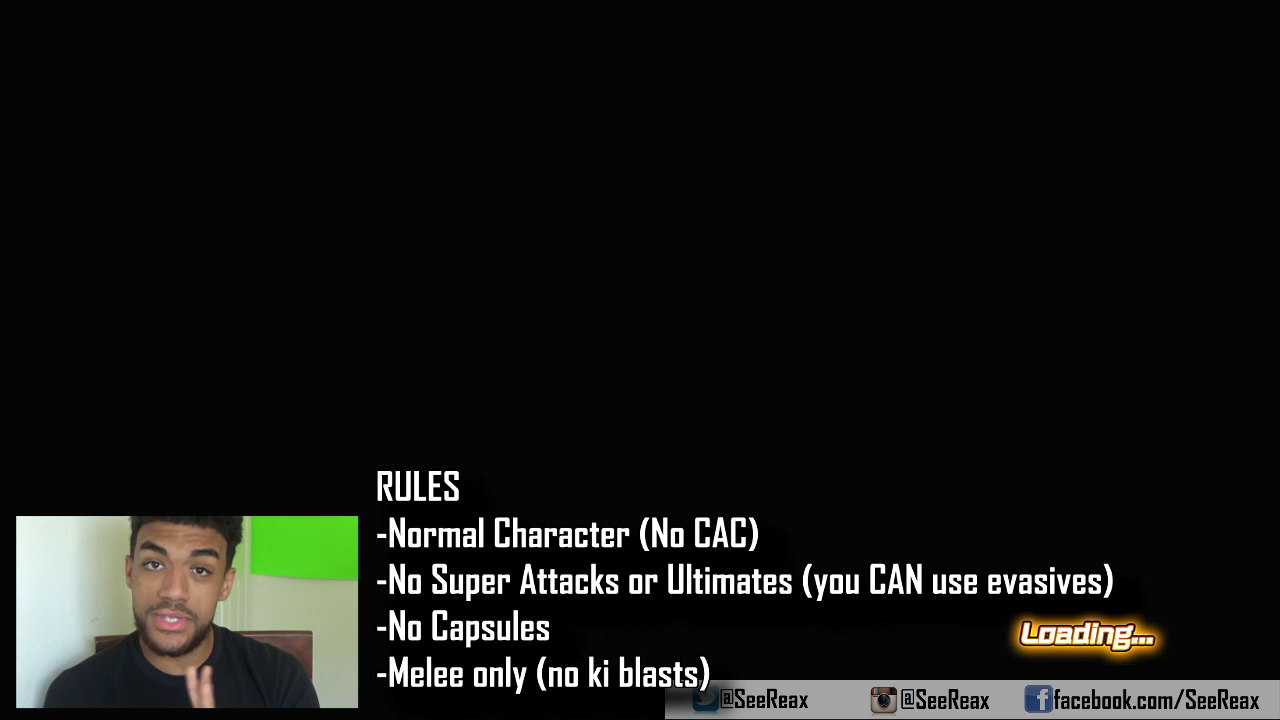 RULES
-Normal Character (No CAC)
-No Super Attacks or Ultimates (you CAN use evasives)
-No Capsules
Loading...
-Melee only (no ki blasts)
@SeeReax @SeeReax facebook.com/SeeReax